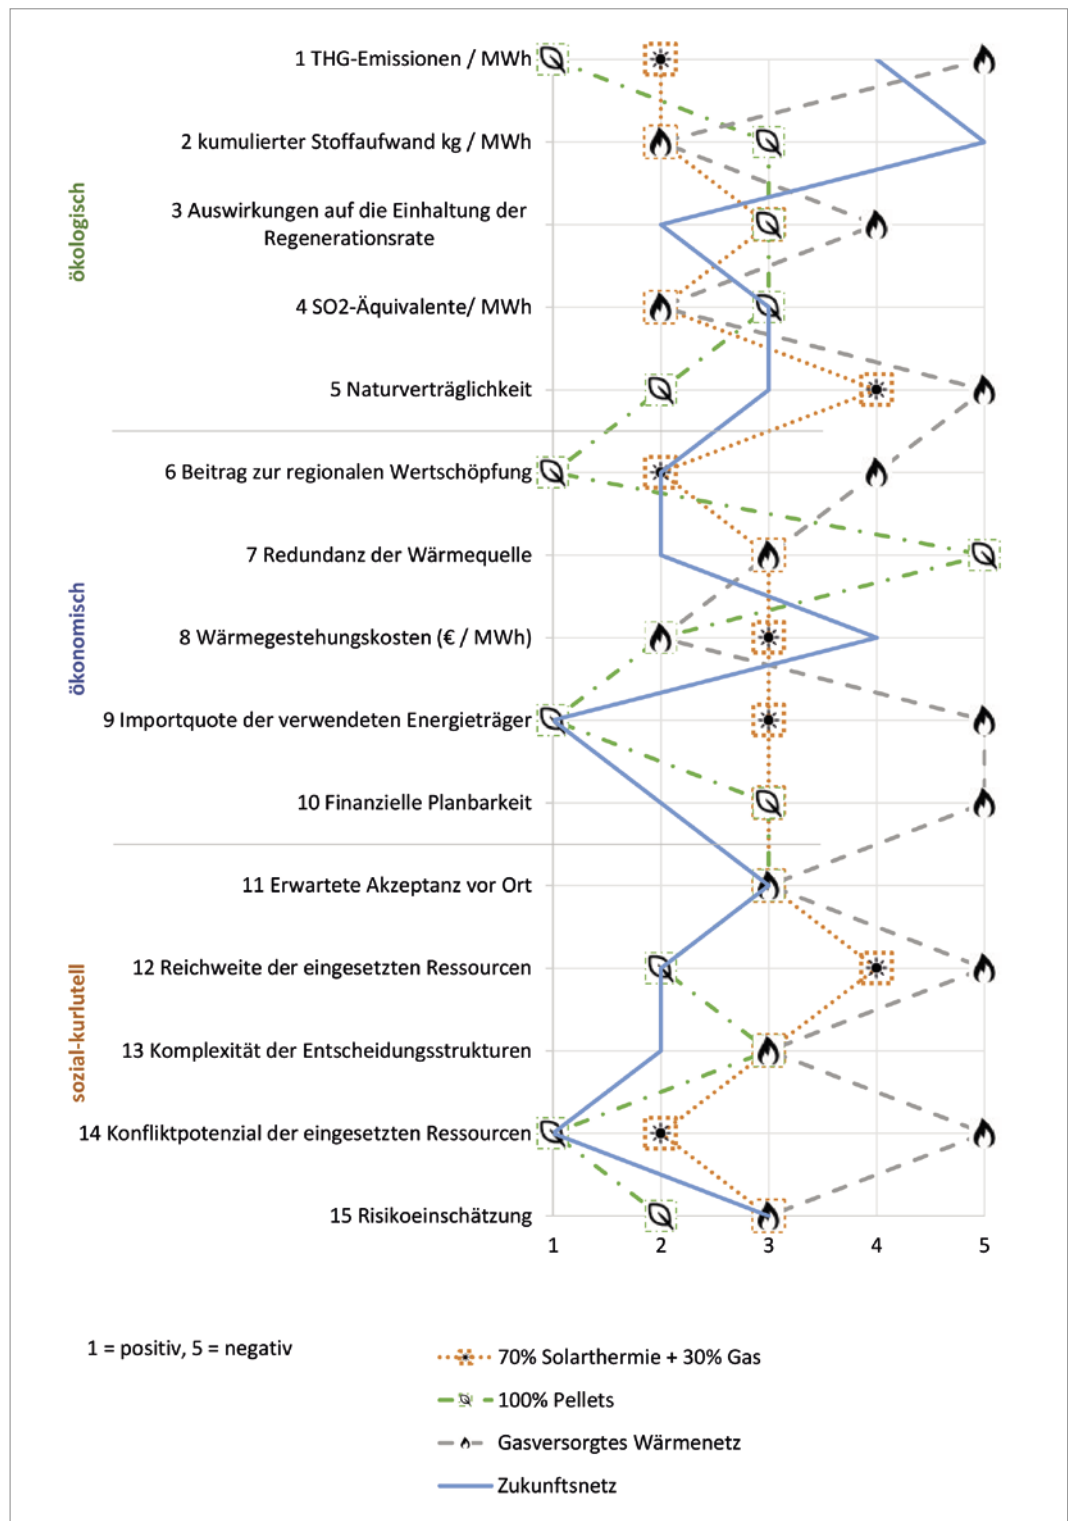 1 THG-Emissionen / MWh
2 kumulierter Stoffaufwand kg / MWh
3 Auswirkungen auf die Einhaltung der
Regenerationsrate
4 SO2-Äquivalente/ MWh
5 Naturverträglichkeit
ökologisch
6 Beitrag zur regionalen Wertschöpfung
7 Redundanz der Wärmequelle
8 Wärmegestehungskosten (€ / MWh)
9 Importquote der verwendeten Energieträger
10 Finanzielle Planbarkeit
ökonomisch
11 Erwartete Akzeptanz vor Ort
12 Reichweite der eingesetzten Ressourcen
13 Komplexität der Entscheidungsstrukturen
14 Konfliktpotenzial der eingesetzten Ressourcen
15 Risikoeinschätzung
sozial-kurlutell
1 2 3 4 5
1 = positiv, 5 = negativ
70% Solarthermie + 30% Gas
100% Pellets
Gasversorgtes Wärmenetz
Zukunftsnetz